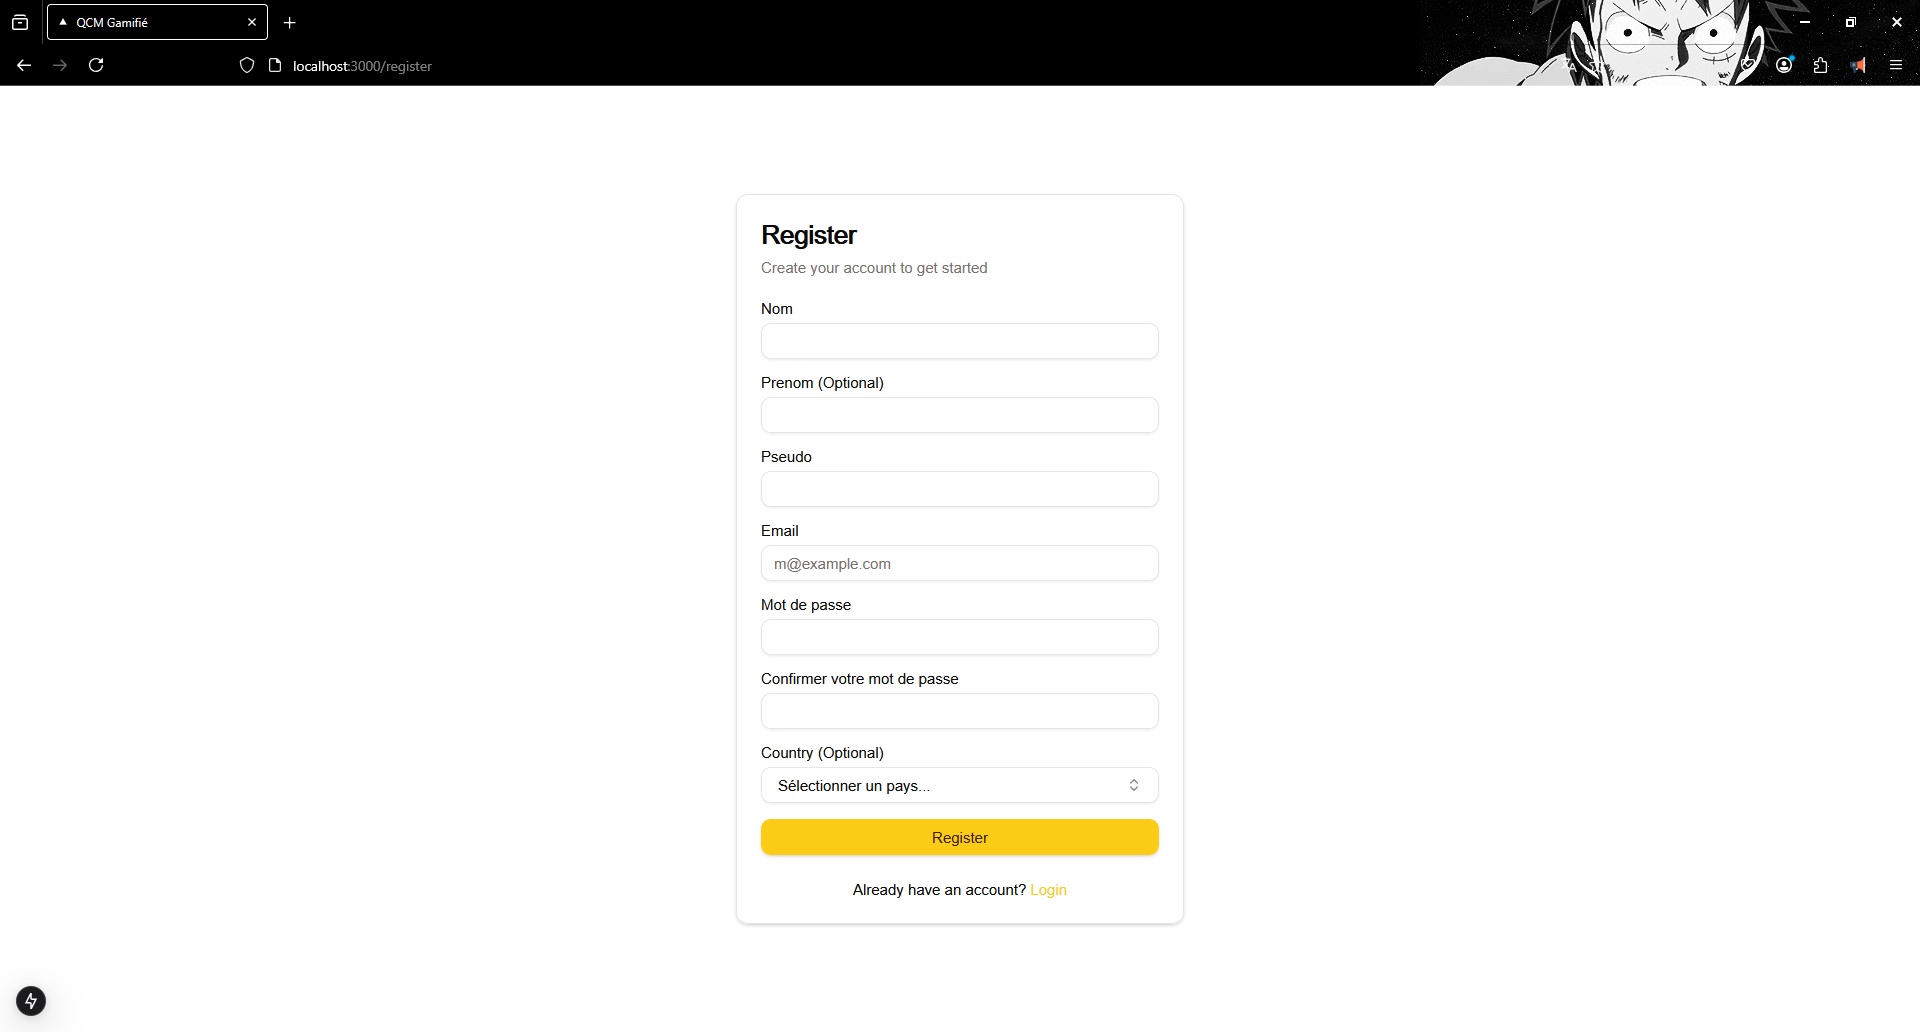 QCM Gamifié
localhost:3000/register
Register
Create your account to get started
Nom
Prenom (Optional)
Pseudo
Email
m@example.com
Mot de passe
Confirmer votre mot de passe
Country (Optional)
Sélectionner un pays...
Register
Already have an account? Login